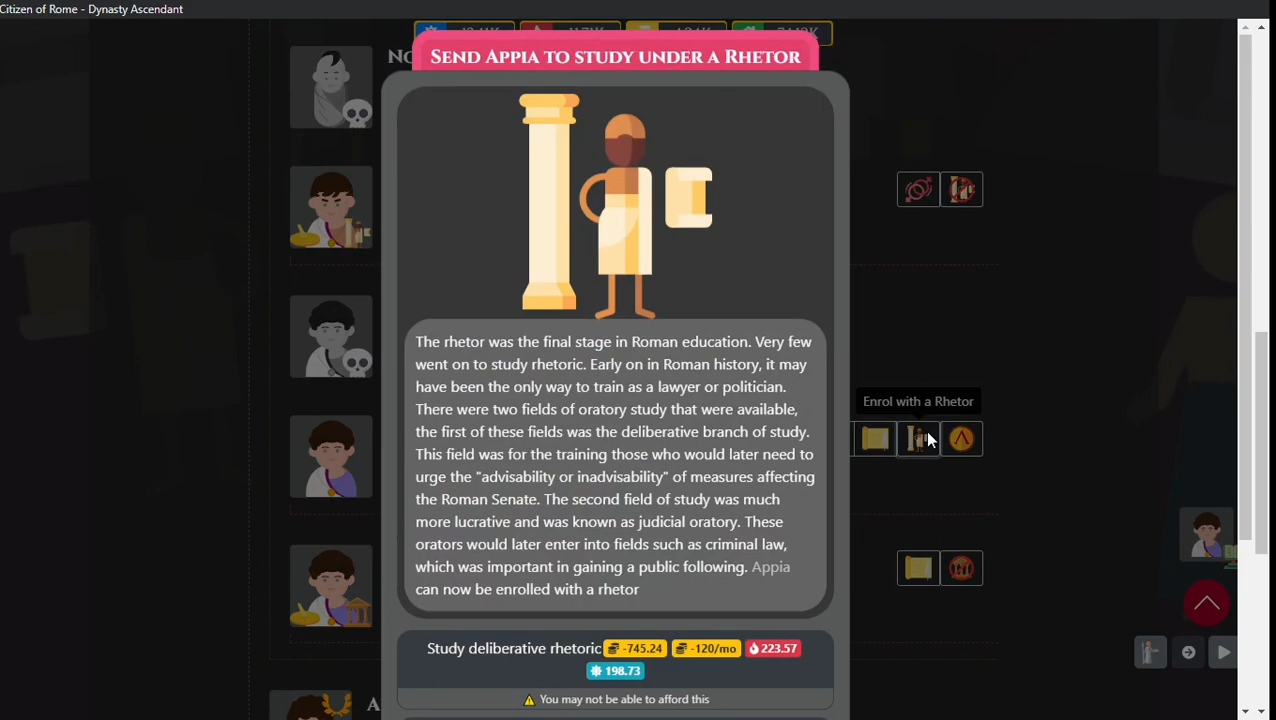 Citizen of Rome - Dynasty Ascendant
Send Appia to study under a Rhetor
The rhetor was the final stage in Roman education. Very few
went on to study rhetoric. Early on in Roman history, it may
have been the only way to train as a lawyer or politician.
There were two fields of oratory study that were available,
the first of these fields was the deliberative branch of study.
This field was for the training those who would later need to
urge the "advisability or inadvisability" of measures affecting
the Roman Senate. The second field of study was much
more lucrative and was known as judicial oratory. These
orators would later enter into fields such as criminal law,
which was important in gaining a public following. Appia
can now be enrolled with a rhetor
Enrol with a Rhetor
Study deliberative rhetoric -745.24 -120/mo 223.57
198.73
You may not be able to afford this